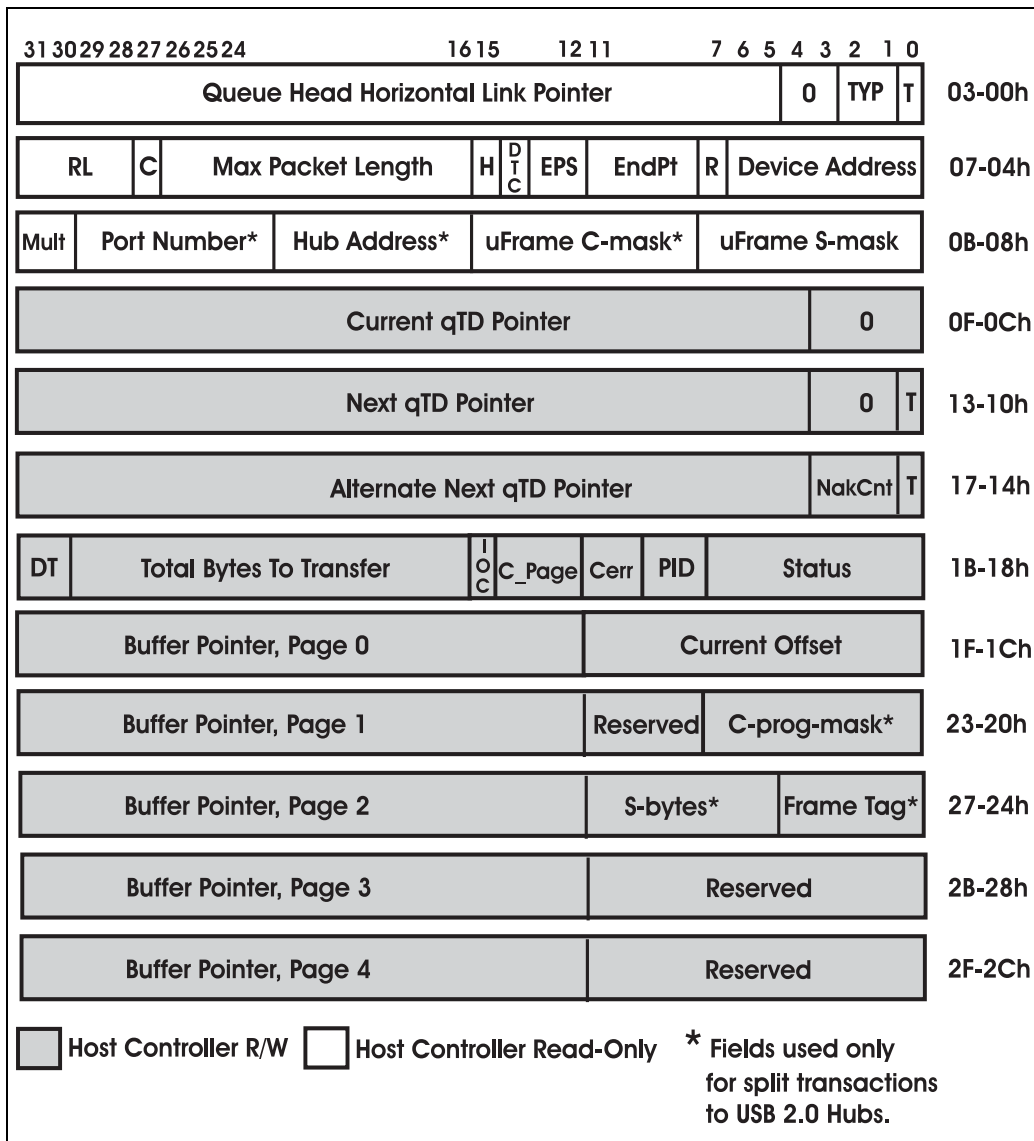 31 30 29 28 27 26 25 24 16 15 12 11 7 6 5 4 3 2 1 0
Queue Head Horizontal Link Pointer 0 TYP T 03-00h
RL C Max Packet Length H DTC EPS EndPt R Device Address 07-04h
Mult Port Number* Hub Address* uFrame C-mask* uFrame S-mask 0B-08h
Current qTD Pointer 0 0F-0Ch
Next qTD Pointer 0 T 13-10h
Alternate Next qTD Pointer NakCnt T 17-14h
DT Total Bytes To Transfer IOC C_Page Cerr PID Status 1B-18h
Buffer Pointer, Page 0 Current Offset 1F-1Ch
Buffer Pointer, Page 1 Reserved C-prog-mask* 23-20h
Buffer Pointer, Page 2 S-bytes* Frame Tag* 27-24h
Buffer Pointer, Page 3 Reserved 2B-28h
Buffer Pointer, Page 4 Reserved 2F-2Ch
Host Controller R/W Host Controller Read-Only * Fields used only
for split transactions
to USB 2.0 Hubs.